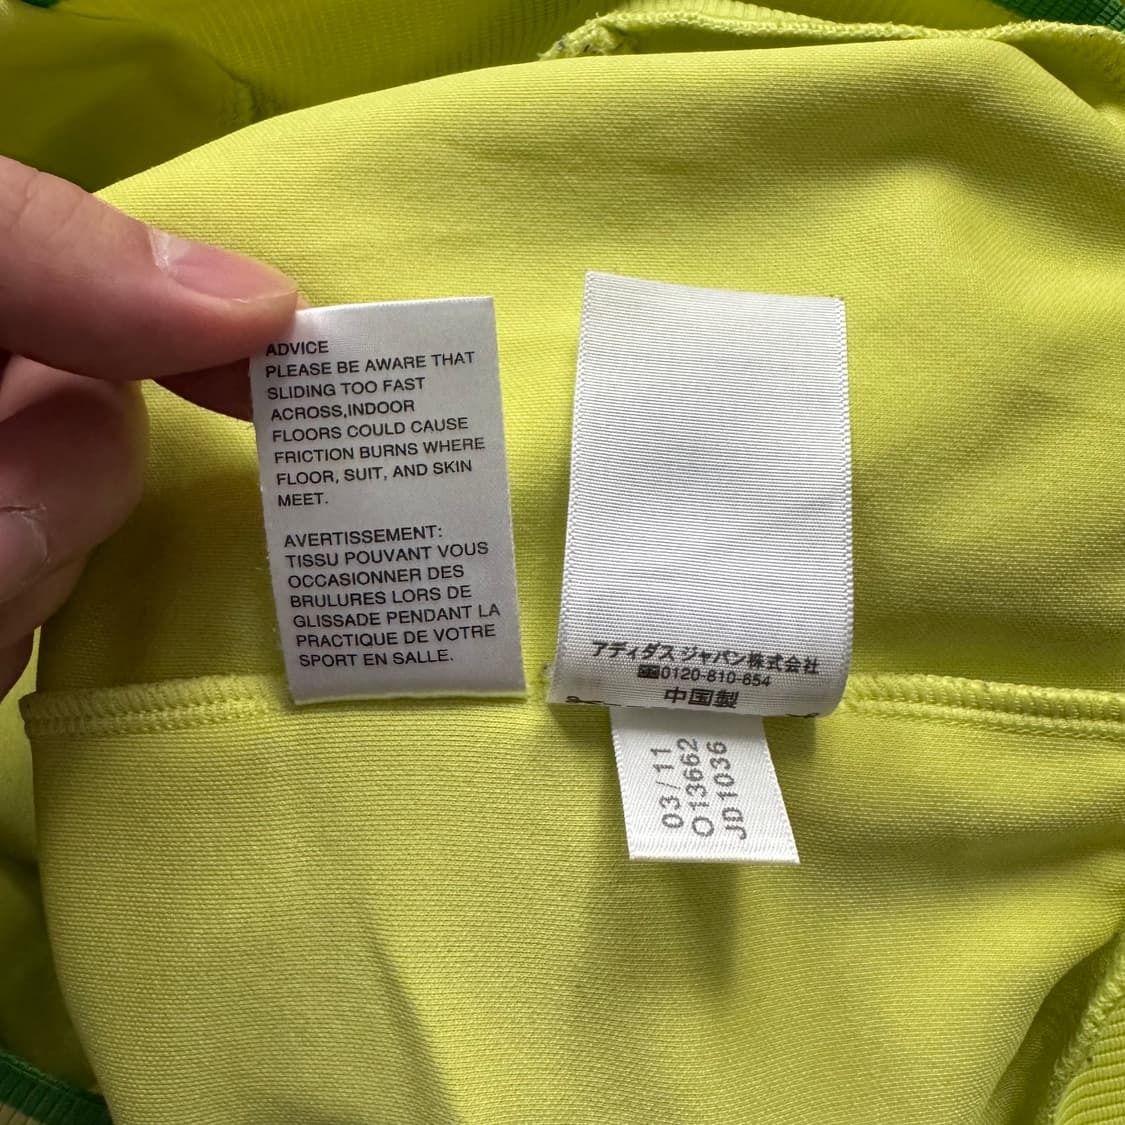 ADVICE
PLEASE BE AWARE THAT
SLIDING TOO FAST
ACROSS,INDOOR
FLOORS COULD CAUSE
FRICTION BURNS WHERE
FLOOR, SUIT, AND SKIN
MEET.
AVERTISSEMENT:
TISSU POUVANT VOUS
OCCASIONNER DES
BRULURES LORS DE
GLISSADE PENDANT LA
PRACTIQUE DE VOTRE
SPORT EN SALLE.
アディダス ジャパン株式会社
0120-810-654
中国製
03/11
O13662
JD1036